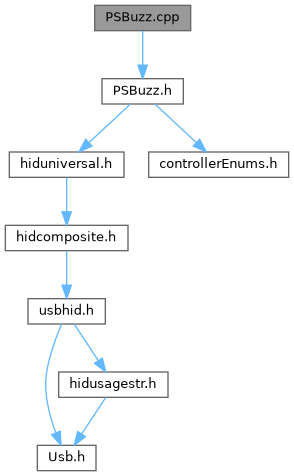 PSBuzz.cpp
PSBuzz.h
hiduniversal.h
controllerEnums.h
hidcomposite.h
usbhid.h
hidusagestr.h
Usb.h